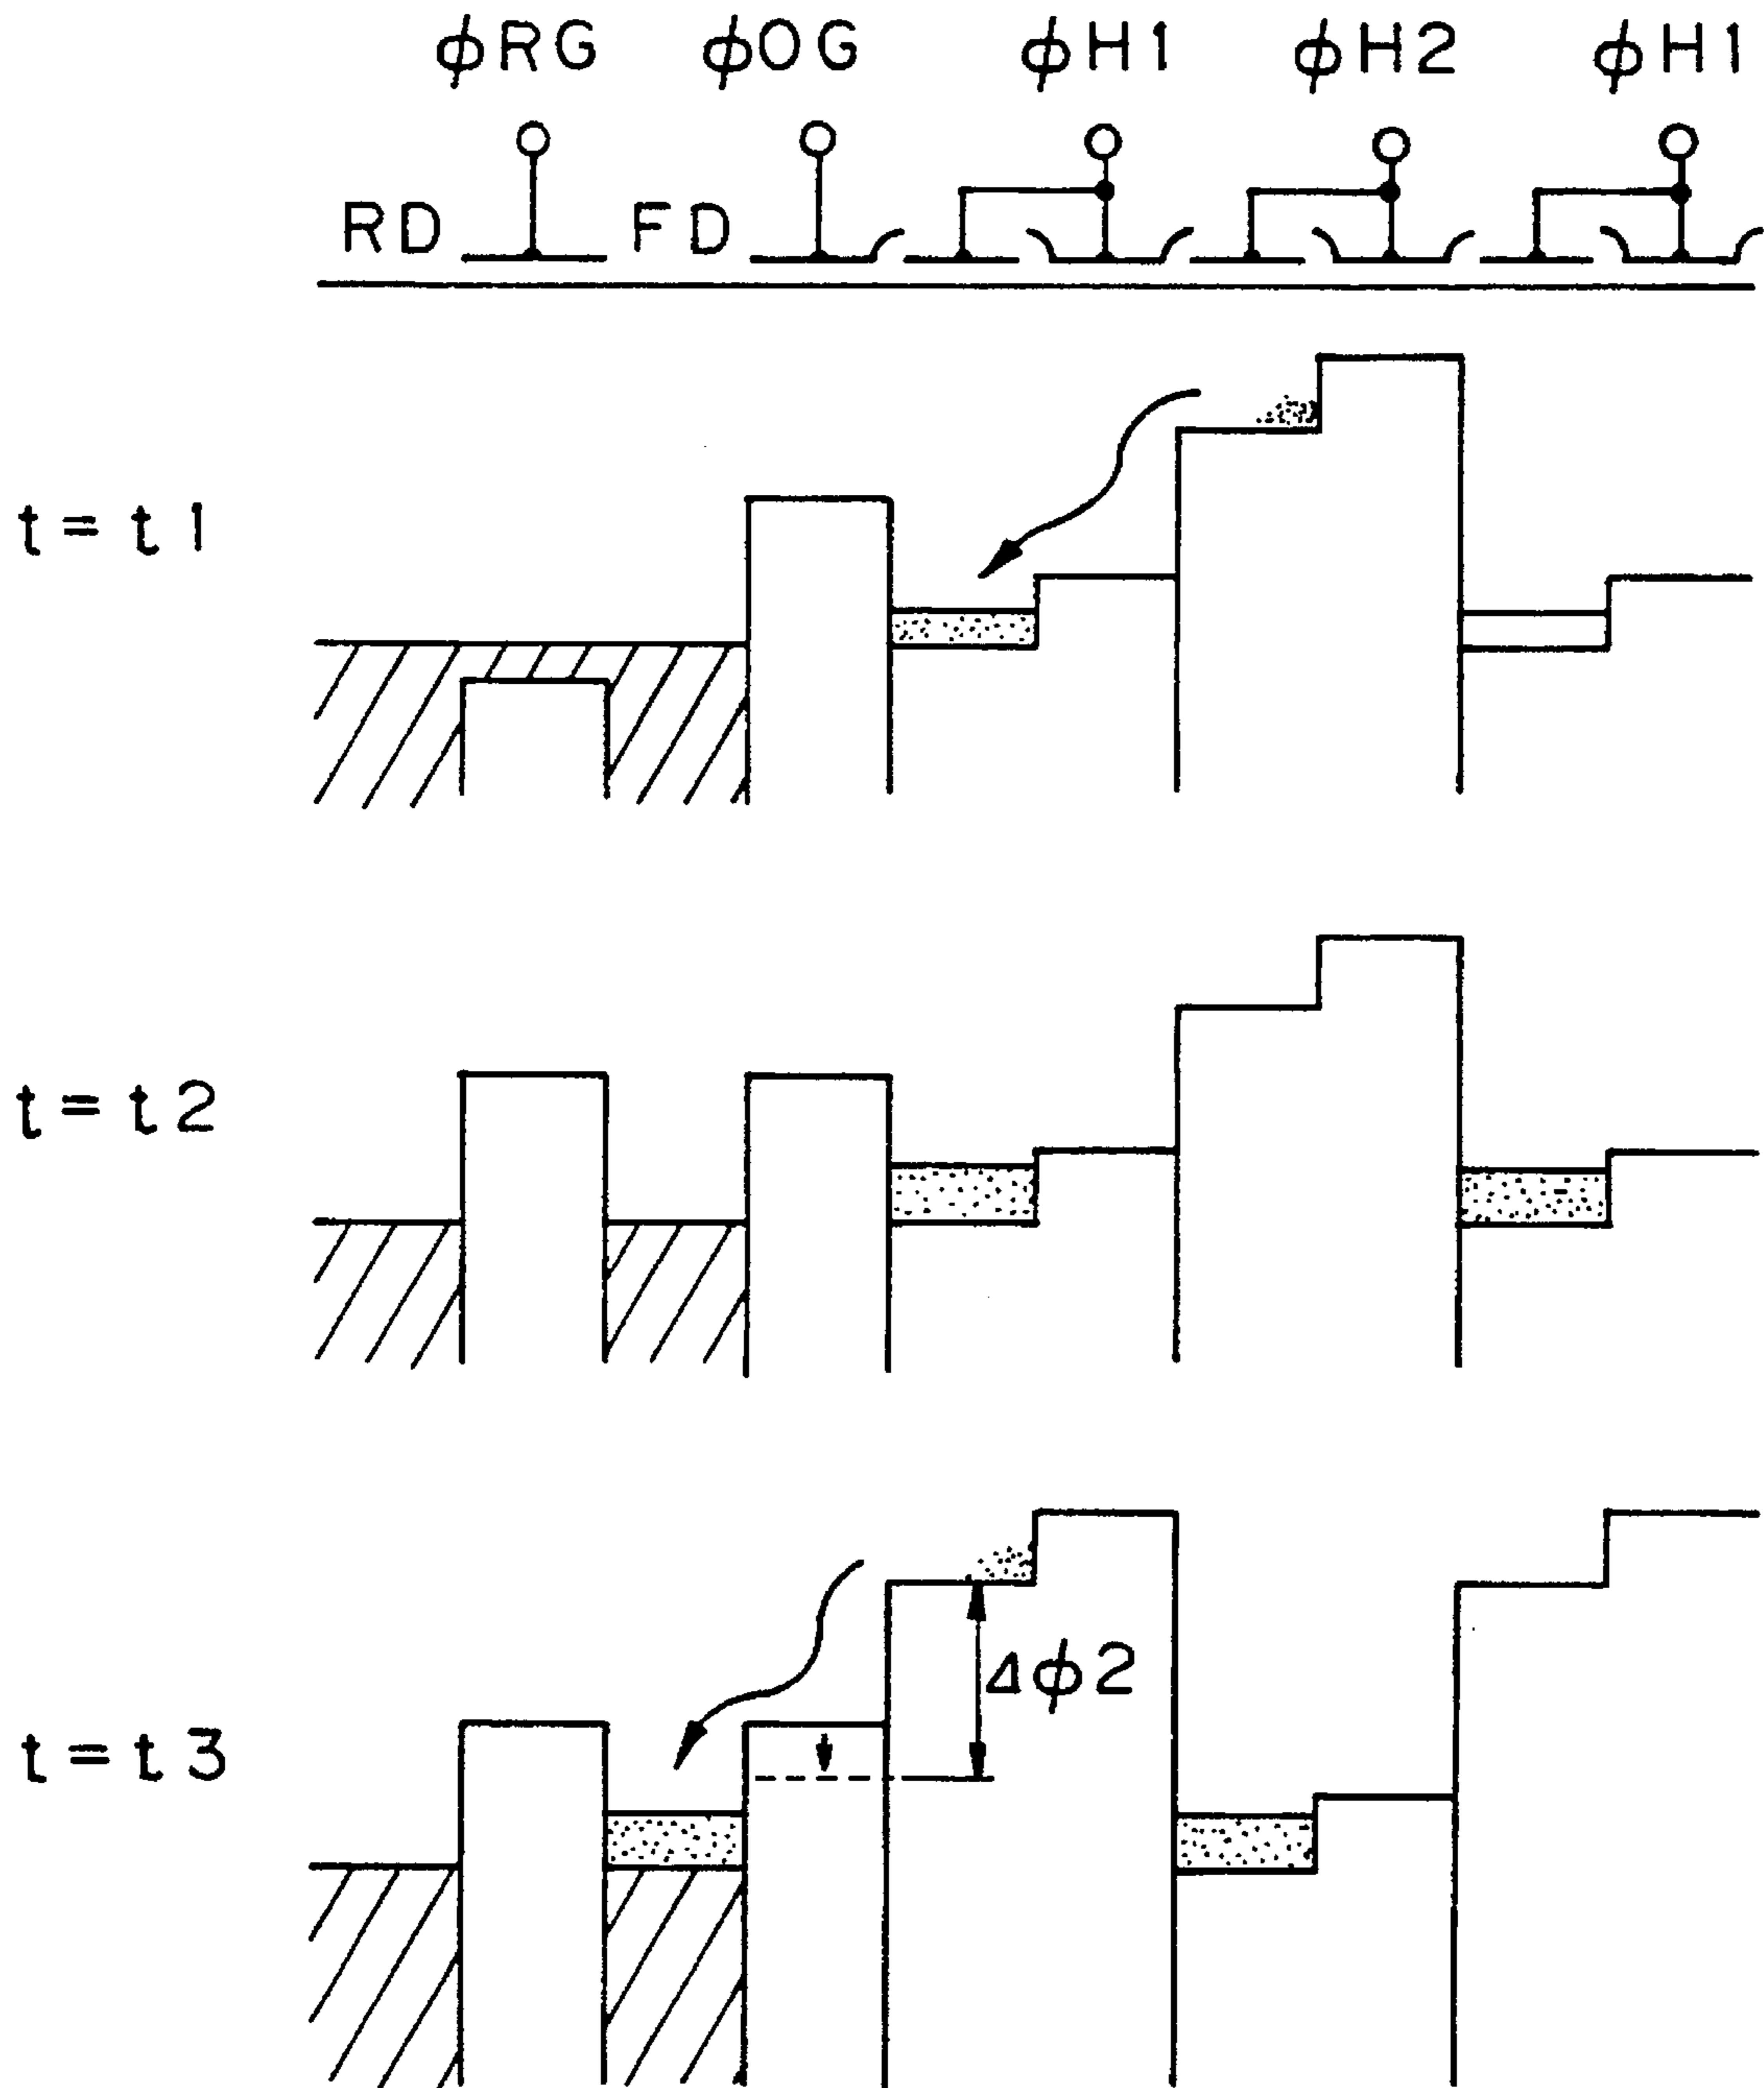 φRG φOG φH1 φH2 φH1
RD FD
t = t1
t = t2
Δφ2
t = t3